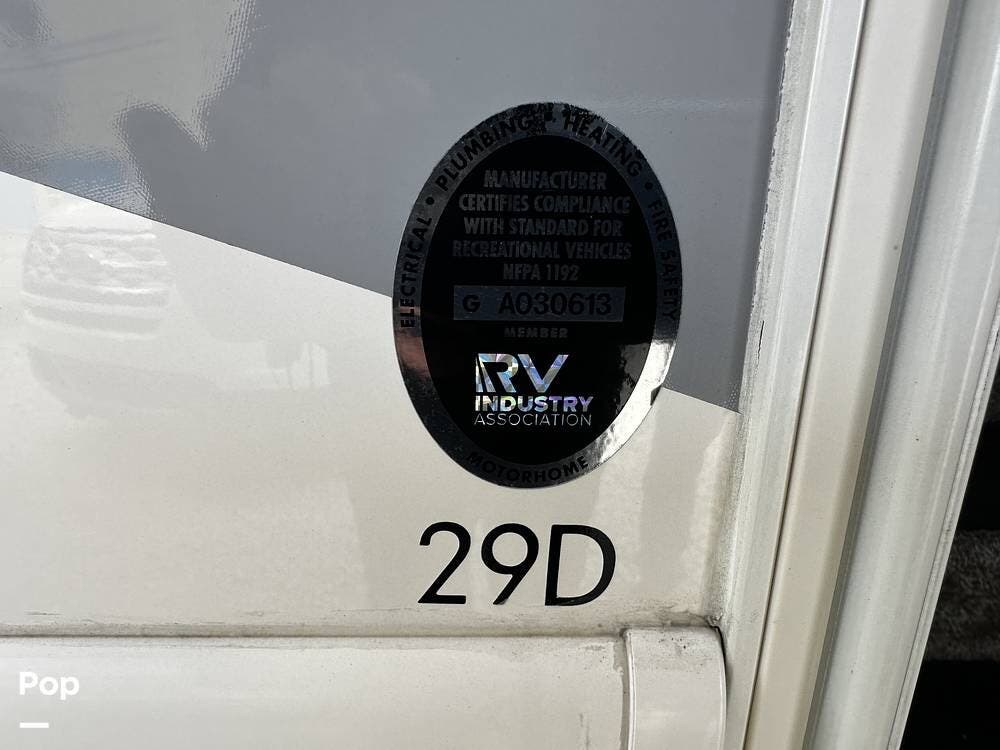 ELECTRICAL • PLUMBING • HEATING • FIRE SAFETY
MANUFACTURER
CERTIFIES COMPLIANCE
WITH STANDARD FOR
RECREATIONAL VEHICLES
NFPA 1192
G A030613
MEMBER
RV
INDUSTRY
ASSOCIATION
MOTORHOME
29D
Pop